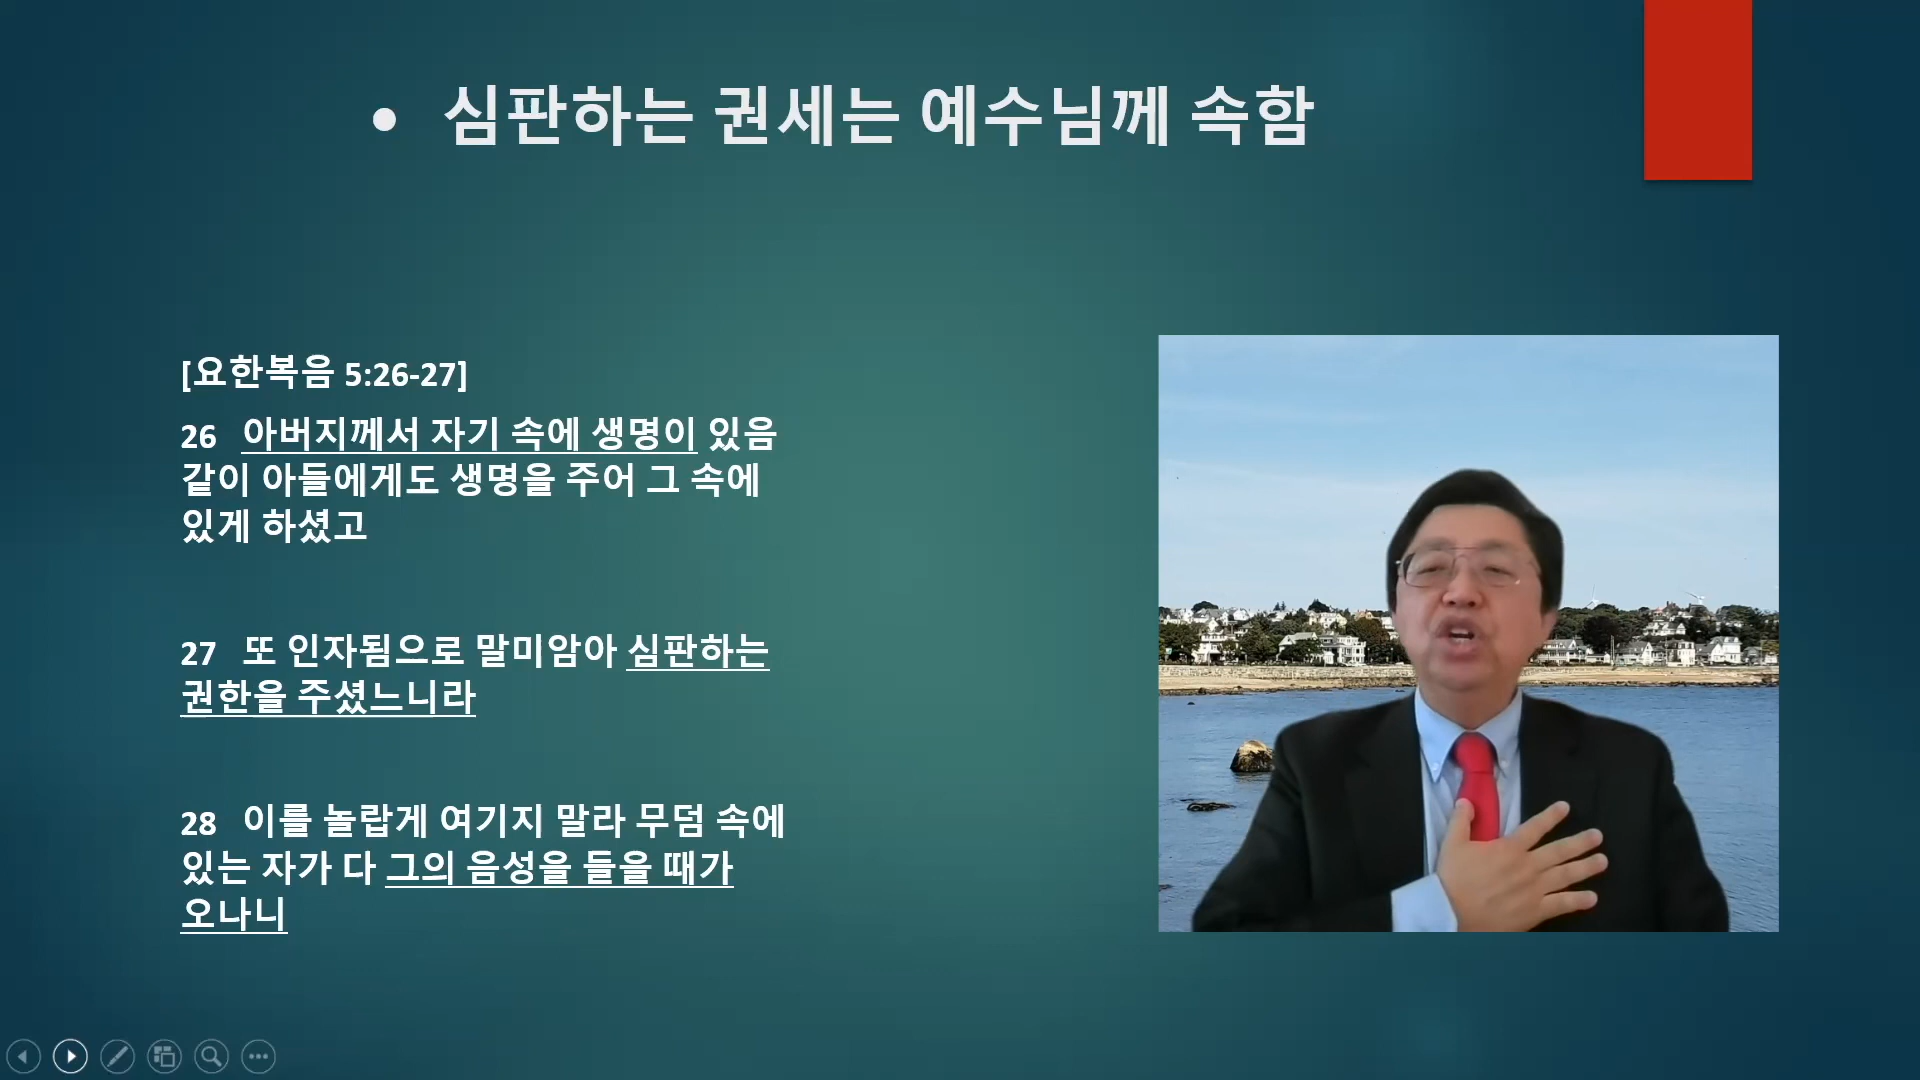 • 심판하는 권세는 예수님께 속함
[요한복음 5:26-27]
26 아버지께서 자기 속에 생명이 있음
같이 아들에게도 생명을 주어 그 속에
있게 하셨고
27 또 인자됨으로 말미암아 심판하는
권한을 주셨느니라
28 이를 놀랍게 여기지 말라 무덤 속에
있는 자가 다 그의 음성을 들을 때가
오나니